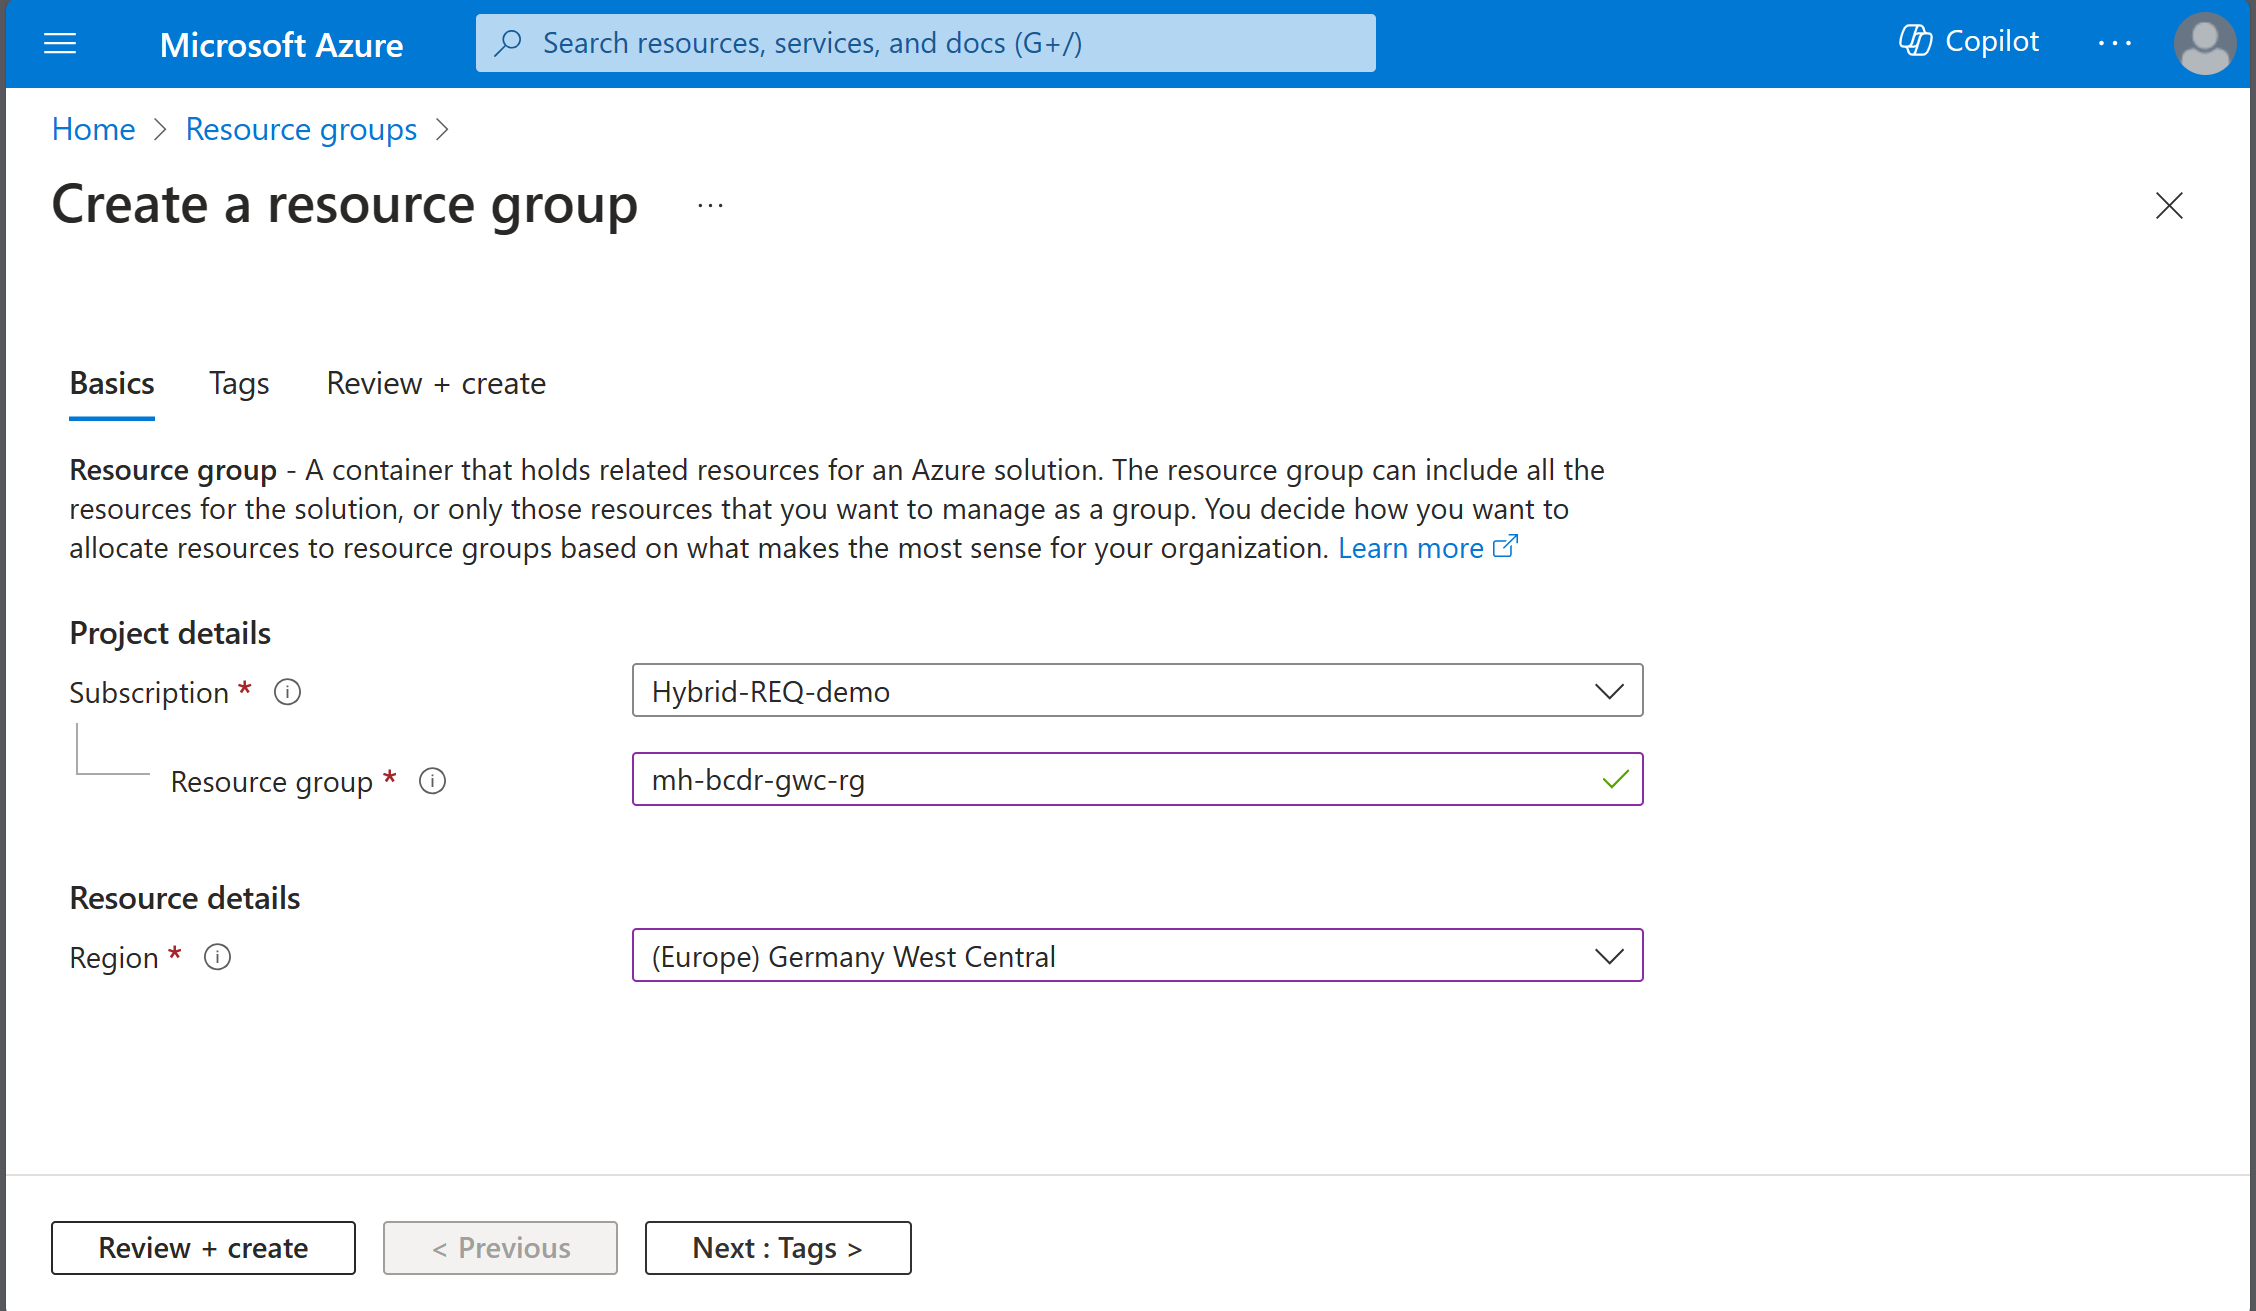 Microsoft Azure
Search resources, services, and docs (G+/)
Copilot
Home > Resource groups >
Create a resource group ...
Basics Tags Review + create
Resource group - A container that holds related resources for an Azure solution. The resource group can include all the
resources for the solution, or only those resources that you want to manage as a group. You decide how you want to
allocate resources to resource groups based on what makes the most sense for your organization. Learn more
Project details
Subscription * Hybrid-REQ-demo
Resource group * mh-bcdr-gwc-rg
Resource details
Region * (Europe) Germany West Central
Review + create < Previous Next : Tags >